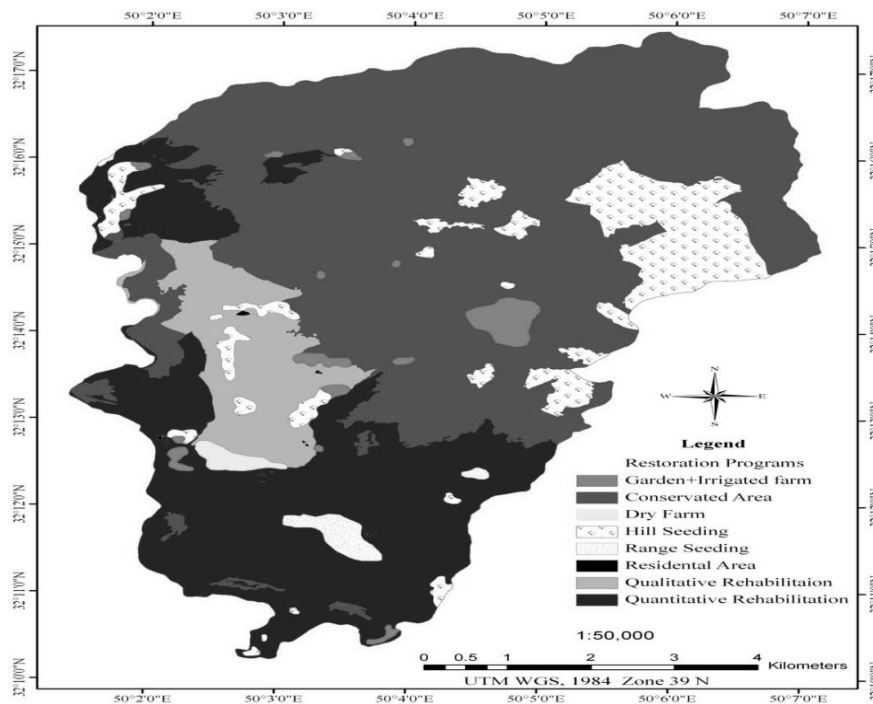 50°2'0"E 50°3'0"E 50°4'0"E 50°5'0"E 50°6'0"E 50°7'0"E
32°17'0"N
32°16'0"N
32°15'0"N
32°14'0"N
32°13'0"N
32°12'0"N
32°11'0"N
32°10'0"N
N
W E
S
Legend
Restoration Programs
Garden+Irrigated farm
Conservated Area
Dry Farm
Hill Seeding
Range Seeding
Residental Area
Qualitative Rehabilitaion
Quantitative Rehabilitation
1:50,000
0 0.5 1 2 3 4
Kilometers
UTM WGS, 1984 Zone 39 N
50°2'0"E 50°3'0"E 50°4'0"E 50°5'0"E 50°6'0"E 50°7'0"E